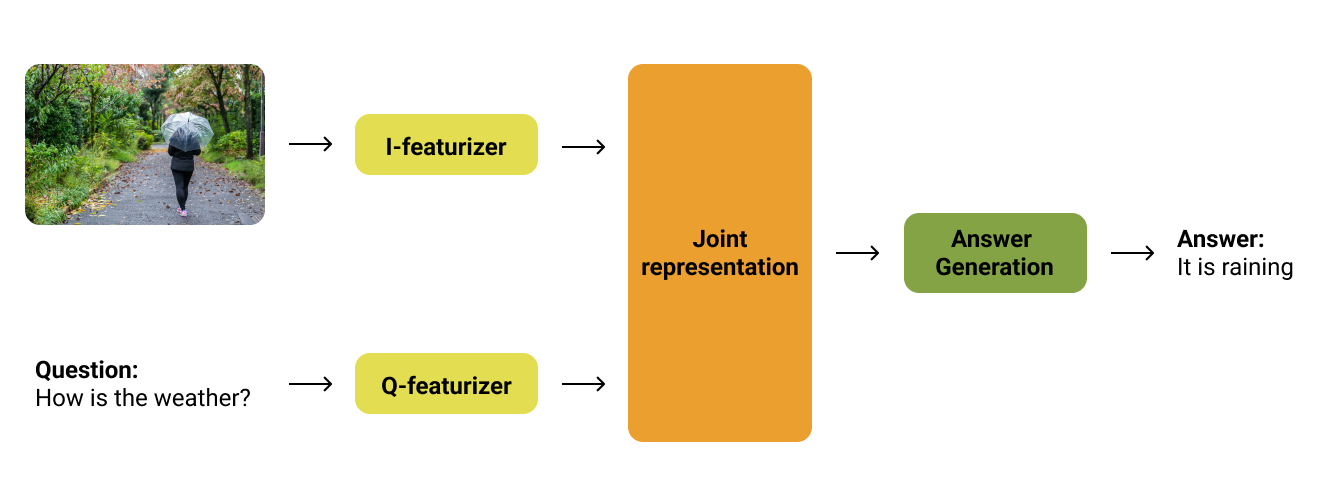 I-featurizer
Joint
representation
Answer
Generation
Answer:
It is raining
Question:
How is the weather?
Q-featurizer